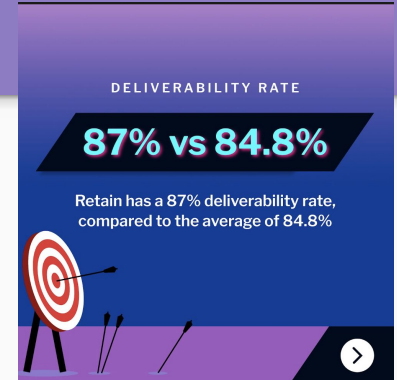 DELIVERABILITY RATE
87% vs 84.8%
Retain has a 87% deliverability rate,
compared to the average of 84.8%